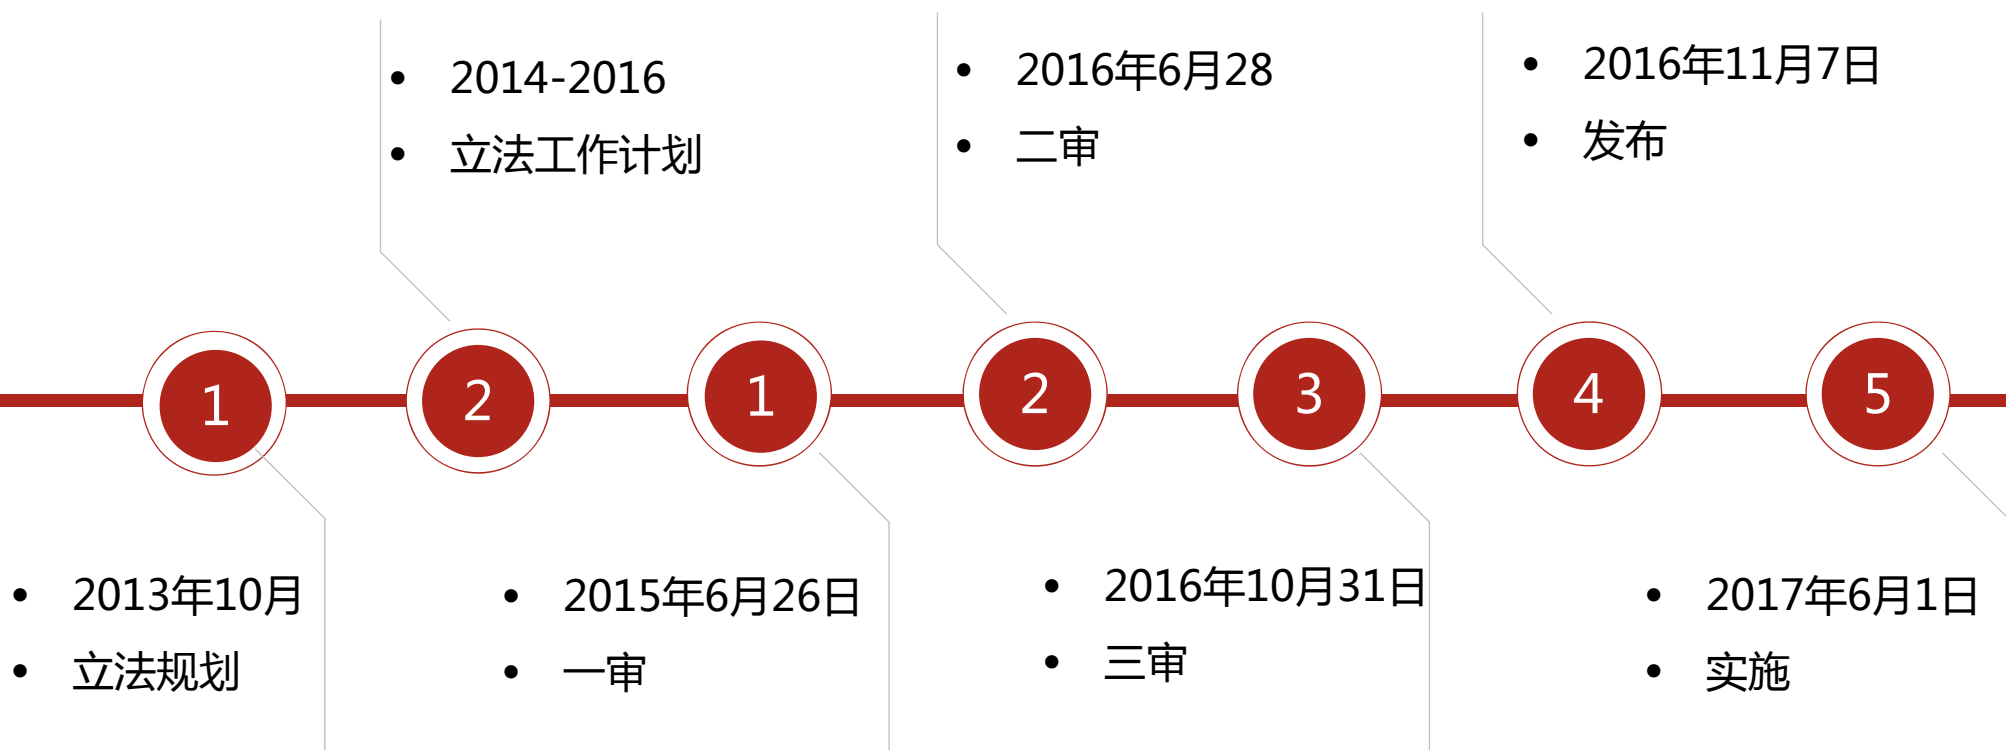 • 2014-2016
• 立法工作计划
• 2016年6月28
• 二审
• 2016年11月7日
• 发布
1
2
1
2
3
4
5
• 2013年10月
• 立法规划
• 2015年6月26日
• 一审
• 2016年10月31日
• 三审
• 2017年6月1日
• 实施